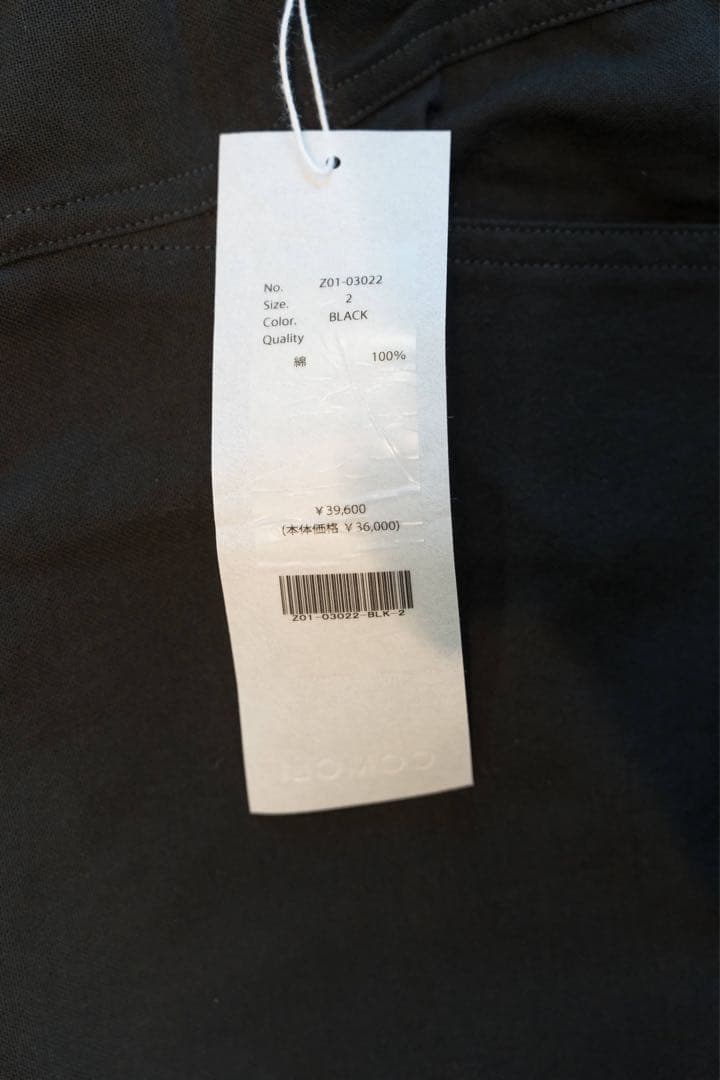 No. Z01-03022
Size. 2
Color. BLACK
Quality
綿 100%
￥39,600
(本体価格 ￥36,000)
Z01-03022-BLK-2
COMOLI